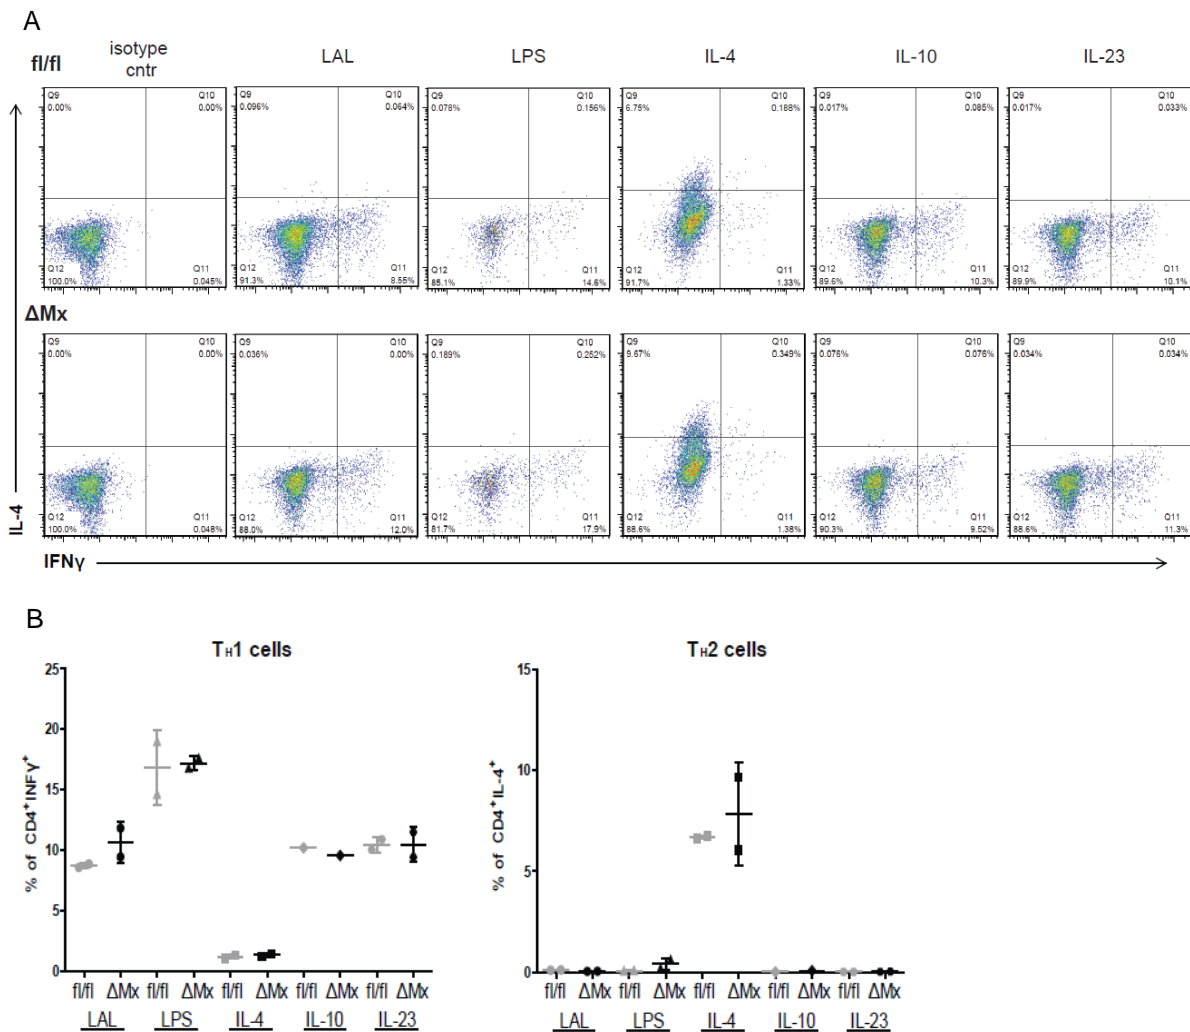 A
fl/fl
isotype
cntr
LAL
LPS
IL-4
IL-10
IL-23
Q9 Q10 Q9 Q10 Q9 Q10 Q9 Q10 Q9 Q10 Q9 Q10
0.00% 0.00% 0.096% 0.064% 0.078% 0.156% 6.75% 0.188% 0.017% 0.085% 0.017% 0.033%
Q12 Q11 Q12 Q11 Q12 Q11 Q12 Q11 Q12 Q11 Q12 Q11
100.0% 0.045% 91.3% 8.55% 85.1% 14.6% 91.7% 1.33% 89.6% 10.3% 89.9% 10.1%
ΔMx
Q9 Q10 Q9 Q10 Q9 Q10 Q9 Q10 Q9 Q10 Q9 Q10
0.00% 0.00% 0.036% 0.00% 0.189% 0.252% 9.67% 0.349% 0.076% 0.076% 0.034% 0.034%
Q12 Q11 Q12 Q11 Q12 Q11 Q12 Q11 Q12 Q11 Q12 Q11
100.0% 0.048% 88.0% 12.0% 81.7% 17.9% 88.6% 1.38% 90.3% 9.52% 88.6% 11.3%
IL-4
IFNγ
B
TH1 cells
% of CD4+INFγ+
25
20
15
10
5
0
fl/fl ΔMx fl/fl ΔMx fl/fl ΔMx fl/fl ΔMx fl/fl ΔMx
LAL LPS IL-4 IL-10 IL-23
TH2 cells
% of CD4+IL-4+
15
10
5
0
fl/fl ΔMx fl/fl ΔMx fl/fl ΔMx fl/fl ΔMx fl/fl ΔMx
LAL LPS IL-4 IL-10 IL-23